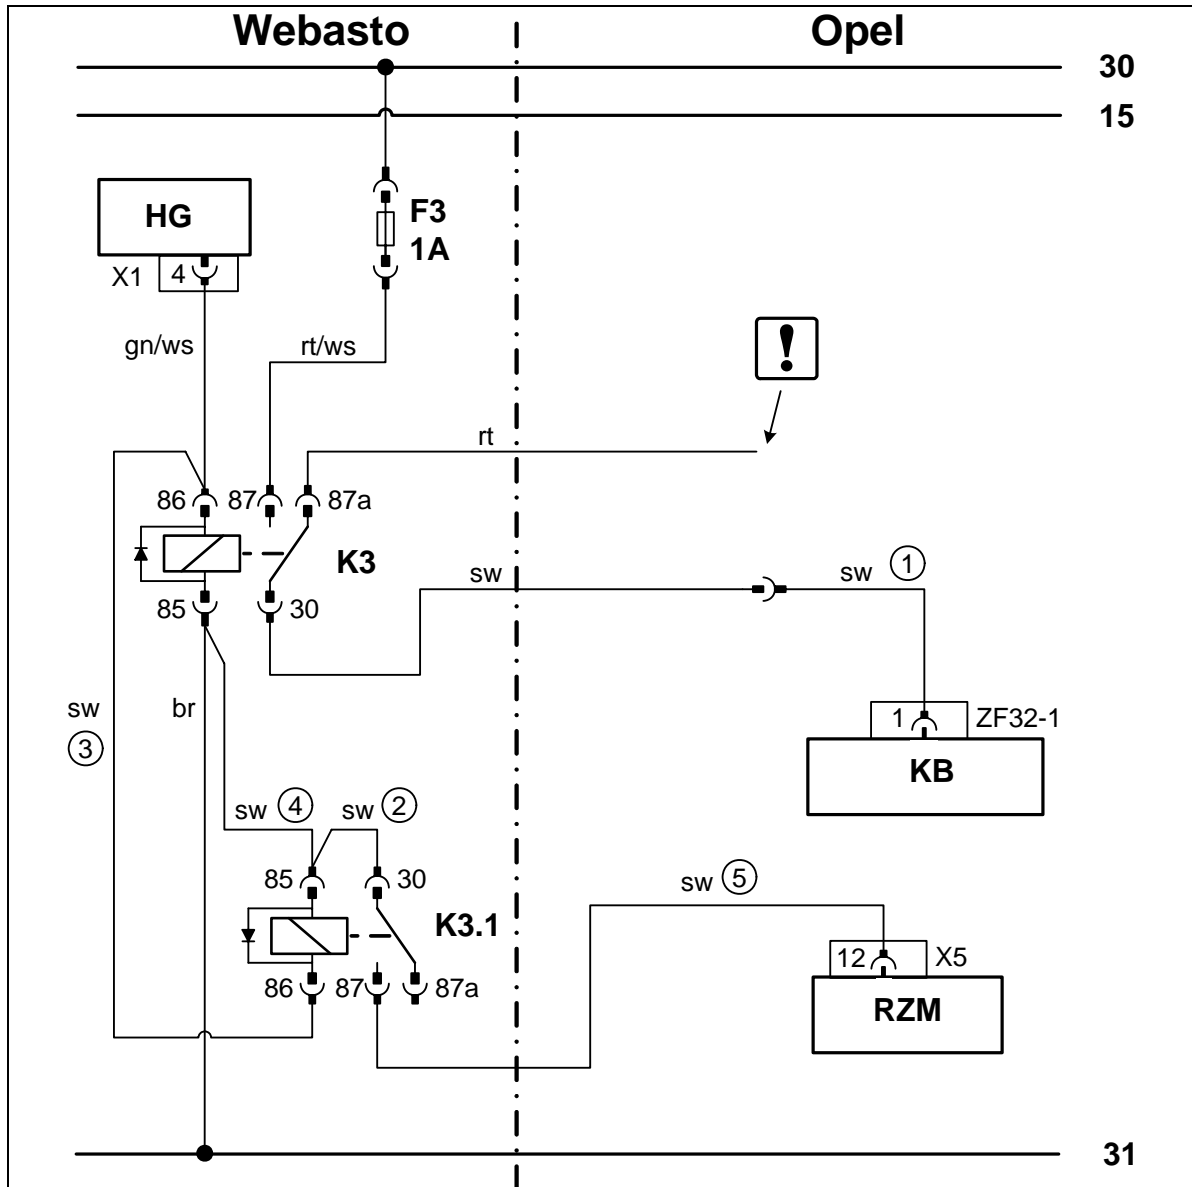 Webasto Opel
30
15
HG
F3
1A
X1 4
gn/ws rt/ws
!
rt
86 87 87a
K3
sw sw 1
85 30
sw br
3
1 ZF32-1
KB
sw 4 sw 2
85 30
sw 5
K3.1
12 X5
86 87 87a
RZM
31